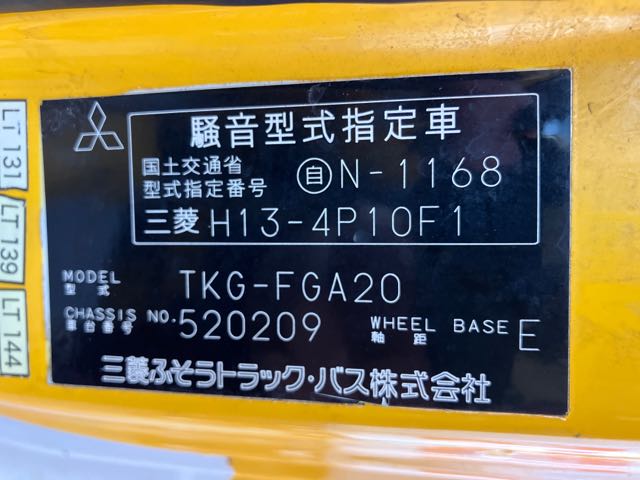 騒音型式指定車
国土交通省
型式指定番号 自N-1168
三菱 H13-4P10F1
MODEL
型式
TKG-FGA20
CHASSIS NO.
車台番号
520209
WHEEL BASE
軸距
E
三菱ふそうトラック・バス株式会社
LT 131
LT 139
LT 144